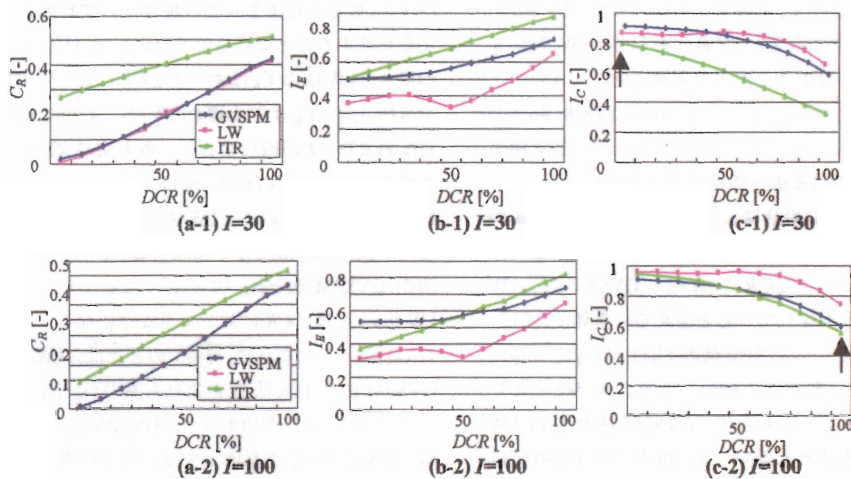 0.6
0.4
0.2
0
C_R [-]
GVSPM
LW
ITR
50
100
DCR [%]
(a-1) I=30
1
0.8
0.6
0.4
0.2
0
I_E [-]
50
100
DCR [%]
(b-1) I=30
1
0.8
0.6
0.4
0.2
0
I_C [-]
50
100
DCR [%]
(c-1) I=30
0.5
0.4
0.3
0.2
0.1
0
C_R [-]
GVSPM
LW
ITR
50
100
DCR [%]
(a-2) I=100
1
0.8
0.6
0.4
0.2
0
I_E [-]
50
100
DCR [%]
(b-2) I=100
1
0.8
0.6
0.4
0.2
0
I_C [-]
50
100
DCR [%]
(c-2) I=100